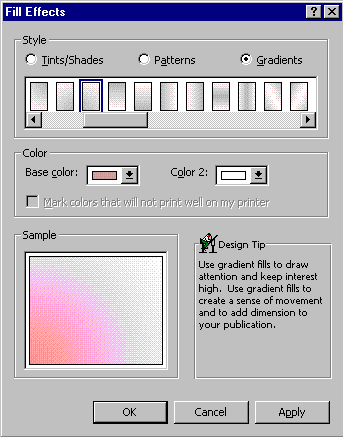 Fill Effects
Style
Tints/Shades
Patterns
Gradients
Color
Base color:
Color 2:
Mark colors that will not print well on my printer
Sample
Design Tip
Use gradient fills to draw
attention and keep interest
high.  Use gradient fills to
create a sense of movement
and to add dimension to
your publication.
OK
Cancel
Apply